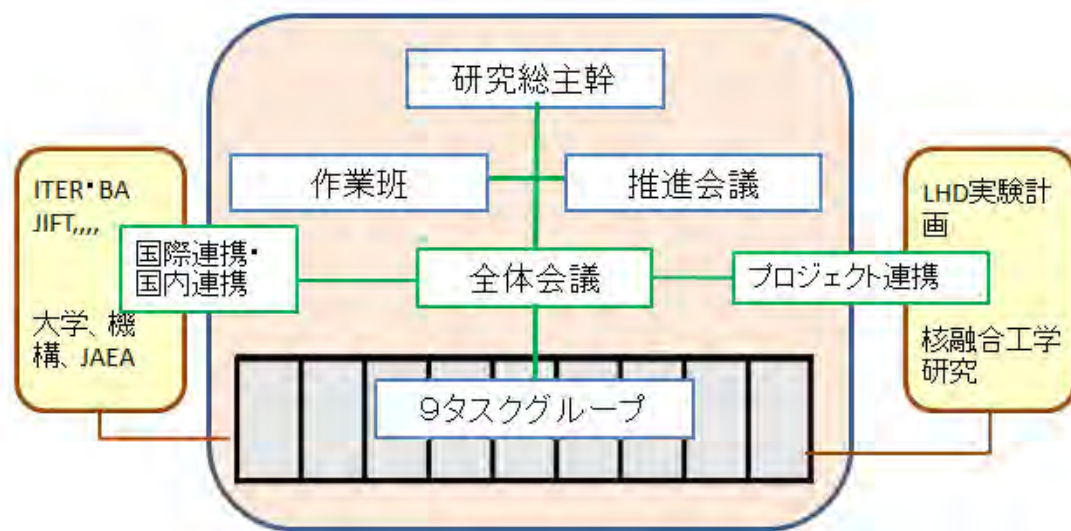 研究総主幹
作業班
推進会議
ITER・BA
JIFT,,,,
国際連携・
国内連携
大学、機
構、JAEA
全体会議
LHD実験計
画
プロジェクト連携
核融合工学
研究
9タスクグループ